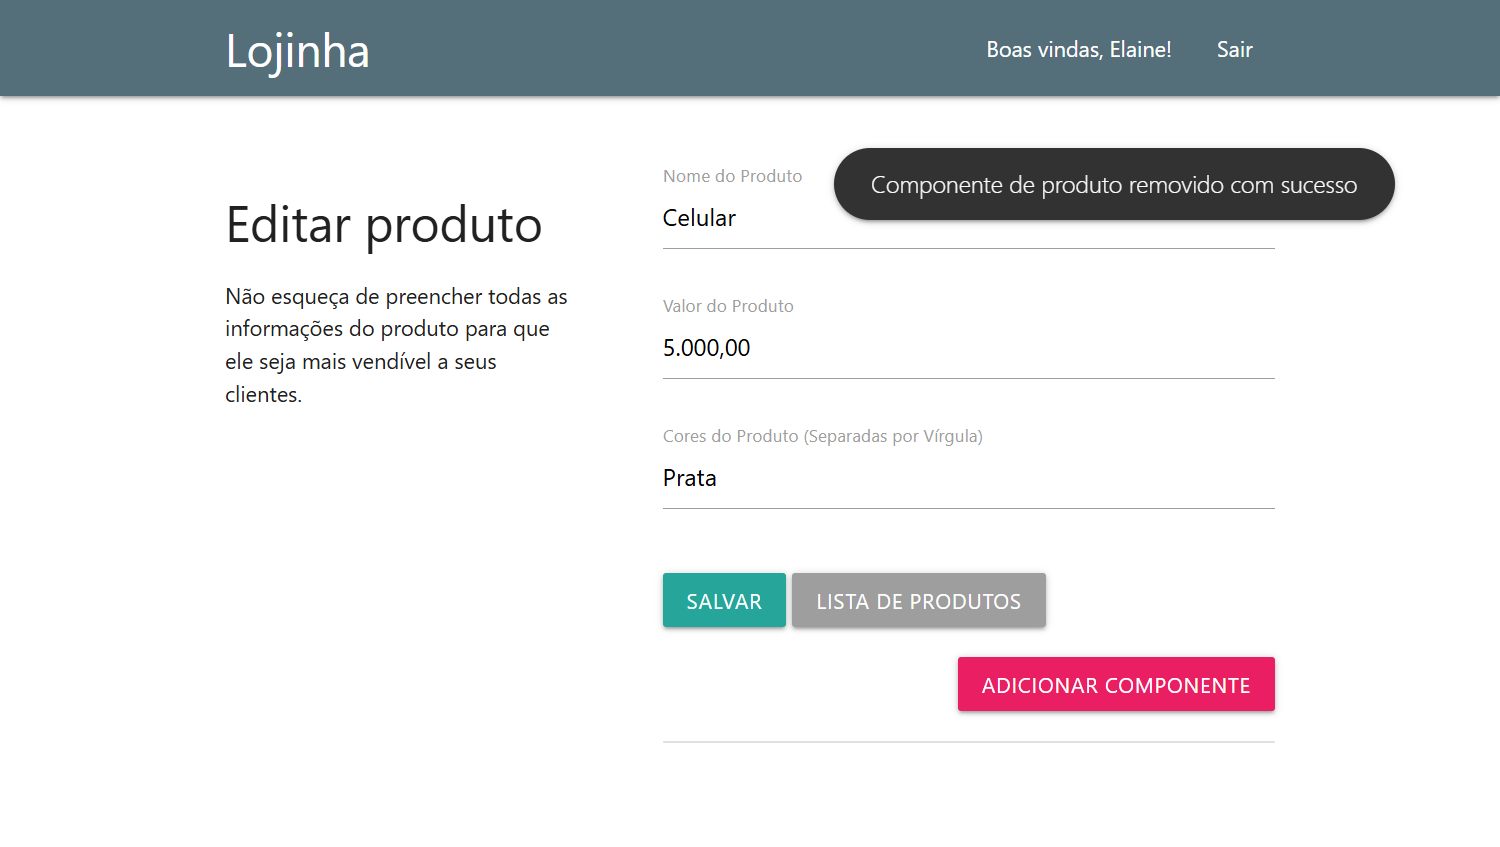 Lojinha
Boas vindas, Elaine!
Sair
Editar produto
Não esqueça de preencher todas as
informações do produto para que
ele seja mais vendível a seus
clientes.
Componente de produto removido com sucesso
Nome do Produto
Celular
Valor do Produto
5.000,00
Cores do Produto (Separadas por Vírgula)
Prata
SALVAR
LISTA DE PRODUTOS
ADICIONAR COMPONENTE